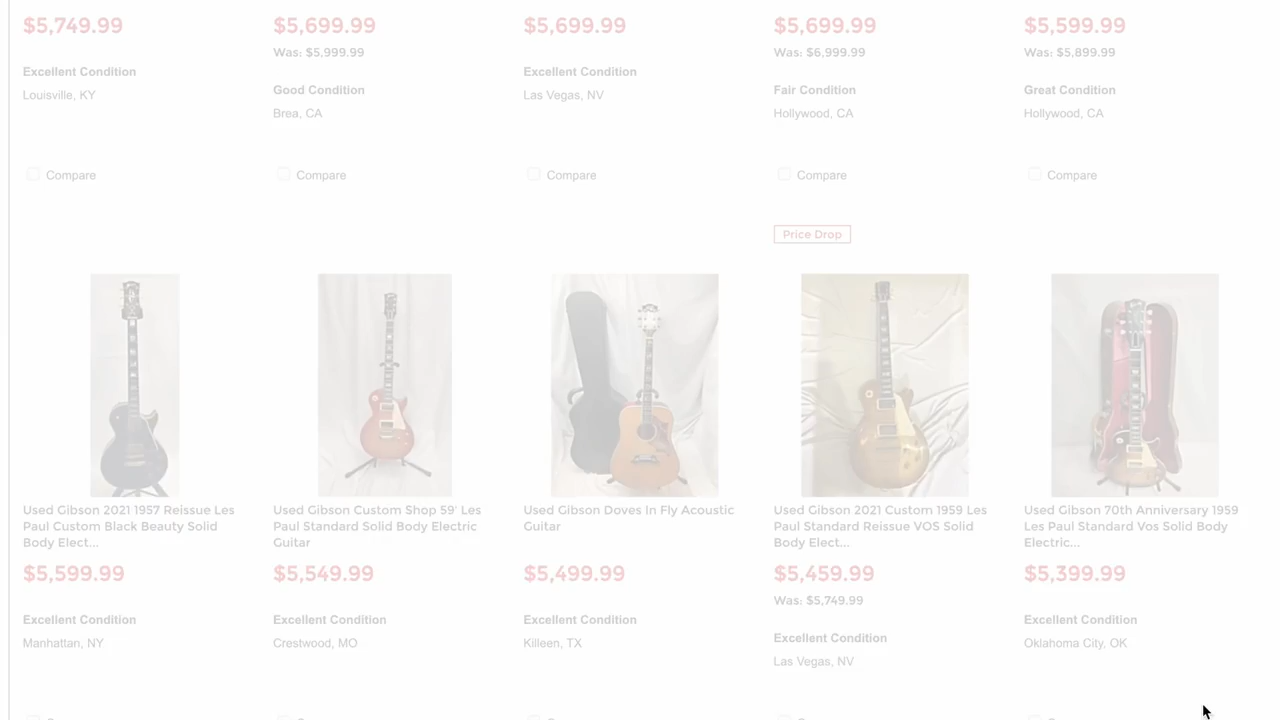 $5,749.99
Excellent Condition
Louisville, KY
Compare
$5,699.99
Was: $5,999.99
Good Condition
Brea, CA
Compare
$5,699.99
Excellent Condition
Las Vegas, NV
Compare
$5,699.99
Was: $6,999.99
Fair Condition
Hollywood, CA
Compare
$5,599.99
Was: $5,899.99
Great Condition
Hollywood, CA
Compare
Used Gibson 2021 1957 Reissue Les
Paul Custom Black Beauty Solid
Body Elect...
$5,599.99
Excellent Condition
Manhattan, NY
Used Gibson Custom Shop 59' Les
Paul Standard Solid Body Electric
Guitar
$5,549.99
Excellent Condition
Crestwood, MO
Used Gibson Doves In Fly Acoustic
Guitar
$5,499.99
Excellent Condition
Killeen, TX
Price Drop
Used Gibson 2021 Custom 1959 Les
Paul Standard Reissue VOS Solid
Body Elect...
$5,459.99
Was: $5,749.99
Excellent Condition
Las Vegas, NV
Used Gibson 70th Anniversary 1959
Les Paul Standard Vos Solid Body
Electric...
$5,399.99
Excellent Condition
Oklahoma City, OK